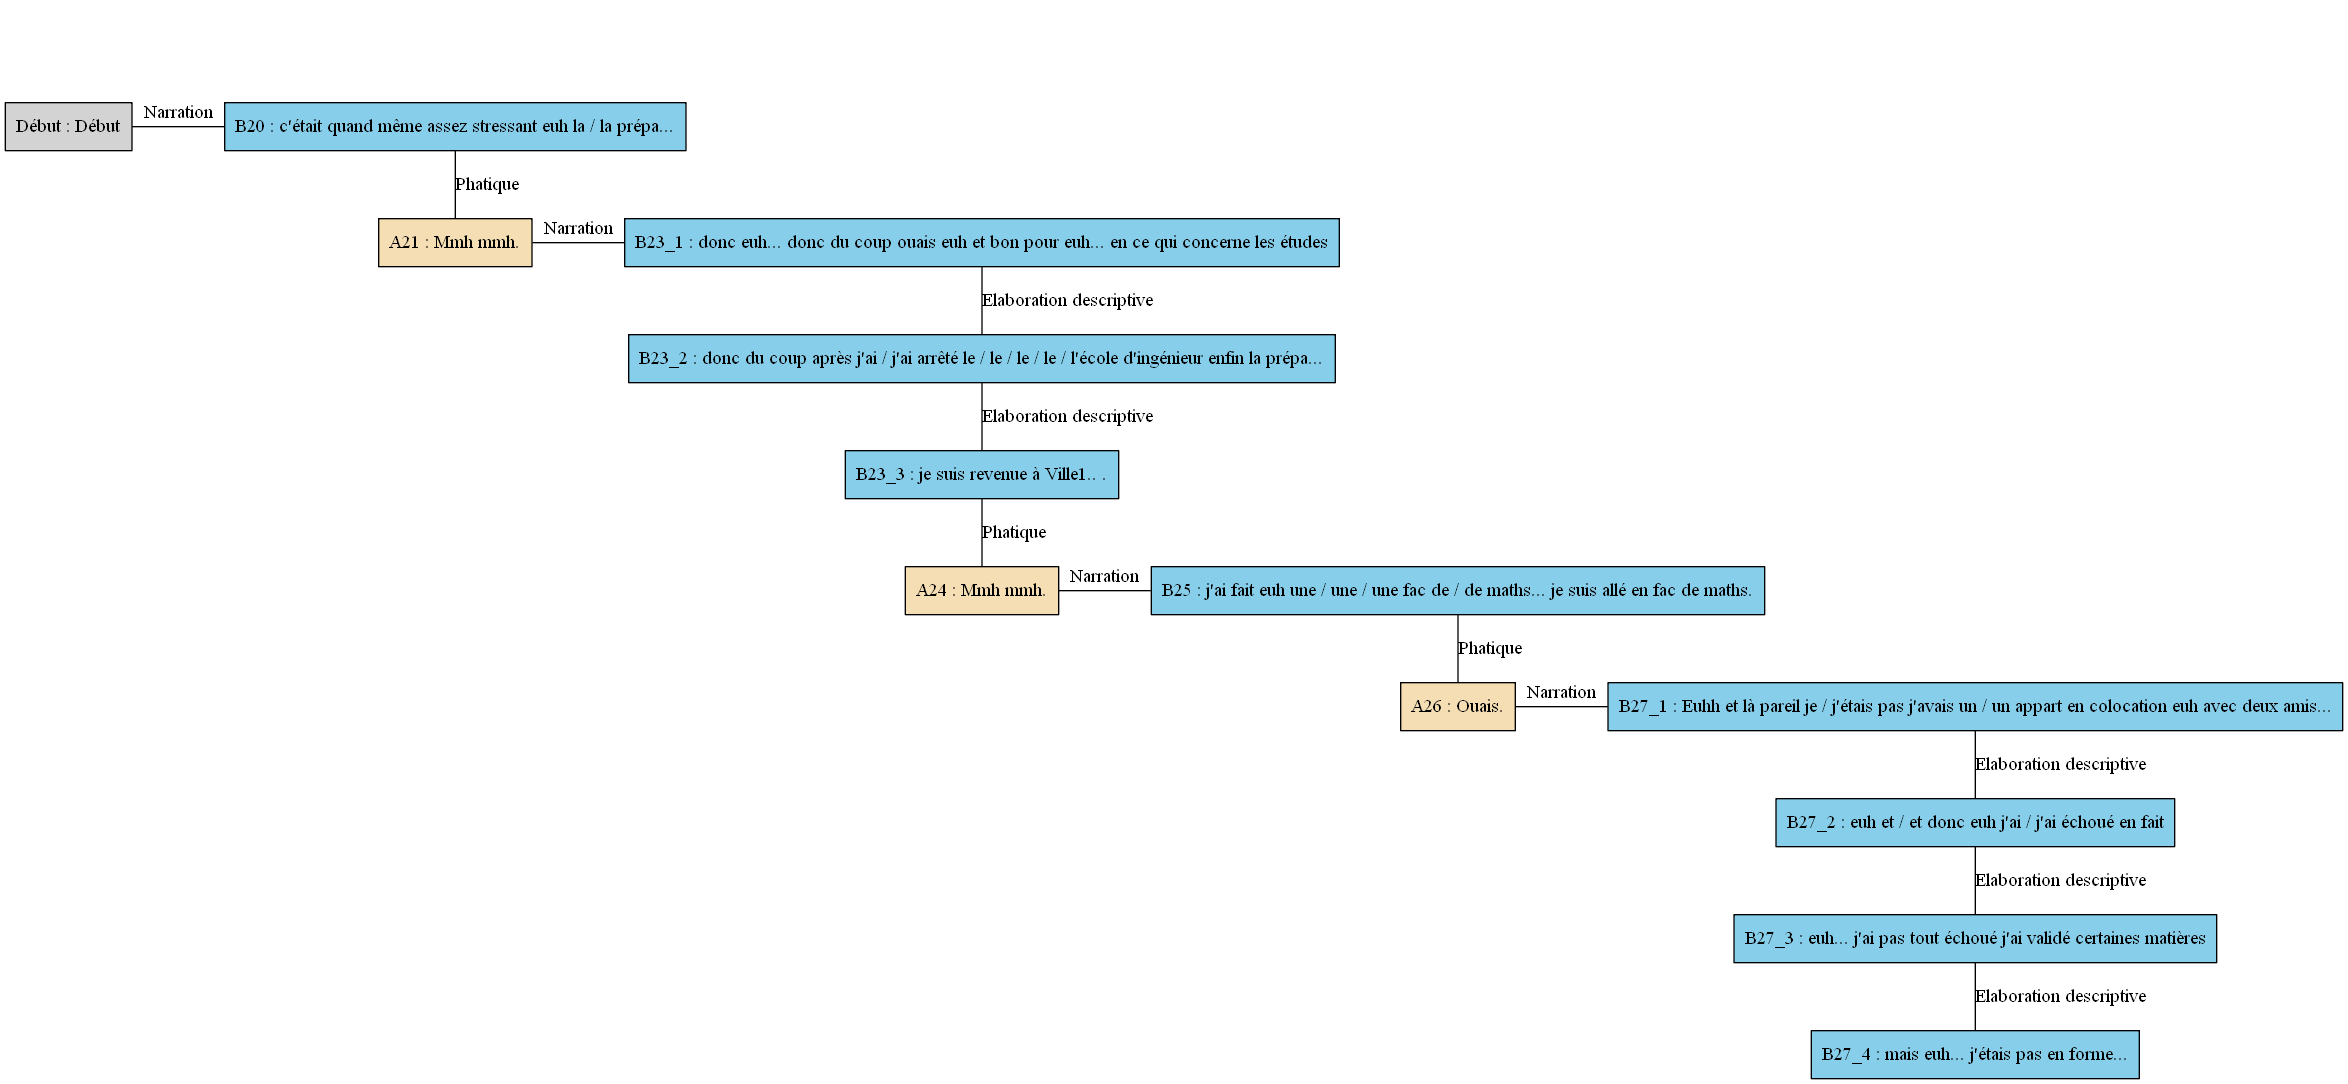 Début : Début
Narration
B20 : c'était quand même assez stressant euh la / la prépa...
Phatique
A21 : Mmh mmh.
Narration
B23_1 : donc euh... donc du coup ouais euh et bon pour euh... en ce qui concerne les études
Elaboration descriptive
B23_2 : donc du coup après j'ai / j'ai arrêté le / le / le / le / l'école d'ingénieur enfin la prépa...
Elaboration descriptive
B23_3 : je suis revenue à Ville1.. .
Phatique
A24 : Mmh mmh.
Narration
B25 : j'ai fait euh une / une / une fac de / de maths... je suis allé en fac de maths.
Phatique
A26 : Ouais.
Narration
B27_1 : Euhh et là pareil je / j'étais pas j'avais un / un appart en colocation euh avec deux amis...
Elaboration descriptive
B27_2 : euh et / et donc euh j'ai / j'ai échoué en fait
Elaboration descriptive
B27_3 : euh... j'ai pas tout échoué j'ai validé certaines matières
Elaboration descriptive
B27_4 : mais euh... j'étais pas en forme...